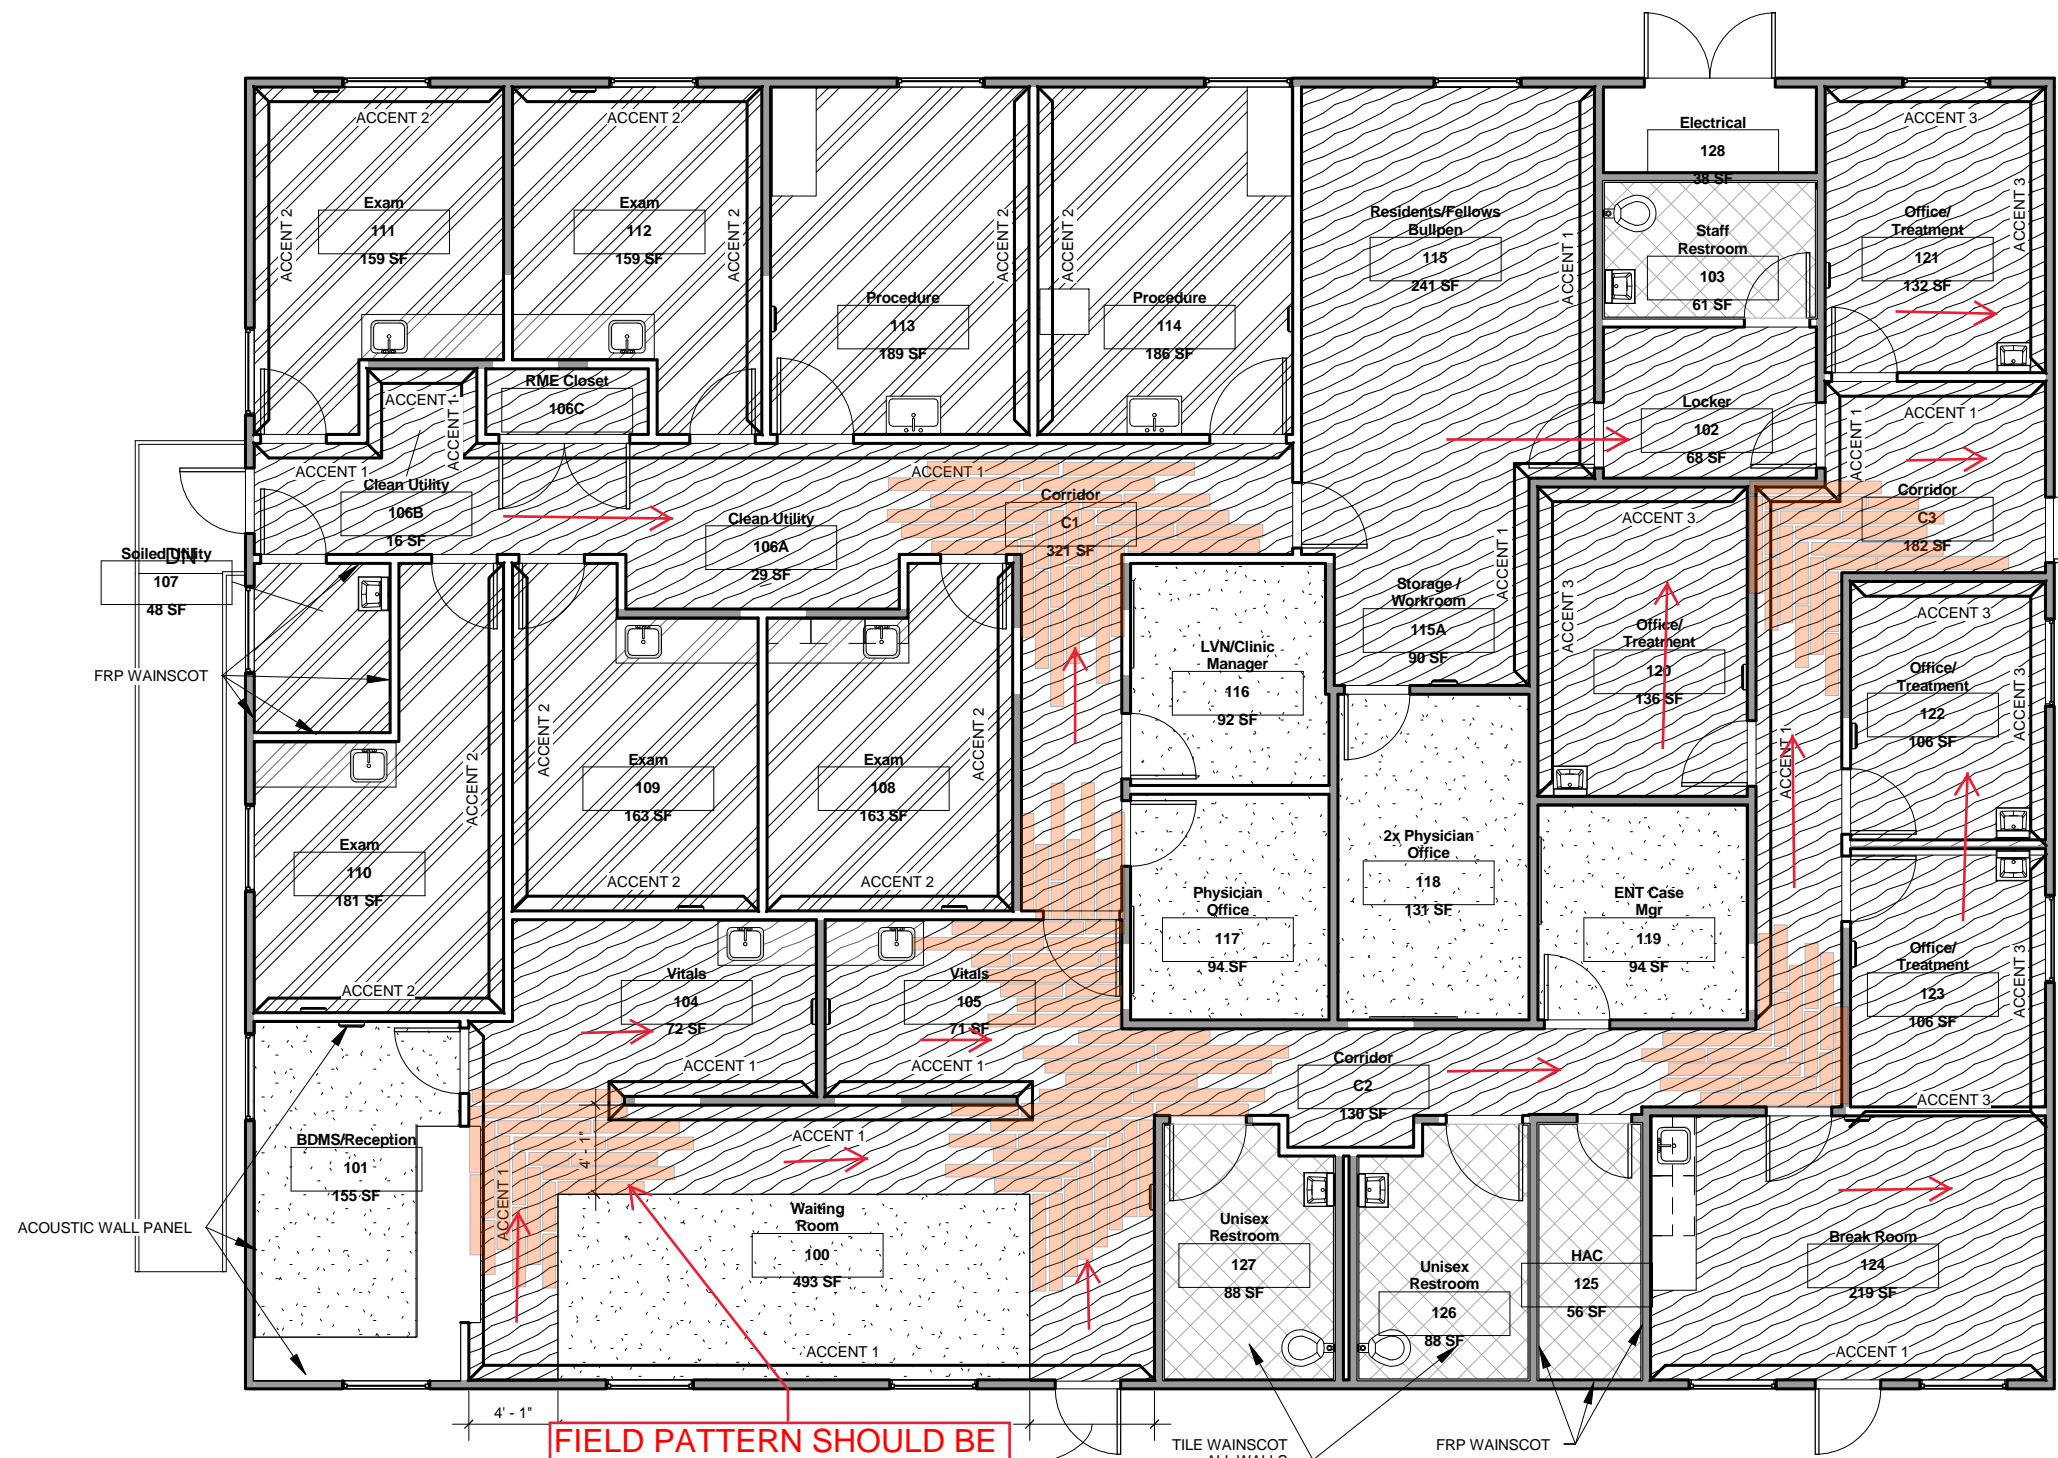 ACCENT 2
ACCENT 2
Exam
111
159 SF
ACCENT 2
Exam
112
159 SF
ACCENT 2
Procedure
113
189 SF
ACCENT 2
ACCENT 2
Procedure
114
186 SF
Residents/Fellows
Bullpen
115
241 SF
ACCENT 1
Electrical
128
38 SF
Staff
Restroom
103
61 SF
ACCENT 3
Office/
Treatment
121
132 SF
ACCENT 3
RME Closet
106C
ACCENT 1
ACCENT 1
ACCENT 1
Clean Utility
106B
16 SF
Clean Utility
106A
29 SF
ACCENT 1
Corridor
C1
321 SF
Locker
102
68 SF
ACCENT 1
ACCENT 1
Corridor
C3
182 SF
Soiled Utility
DN
107
48 SF
FRP WAINSCOT
Storage /
Workroom
115A
90 SF
ACCENT 1
ACCENT 3
ACCENT 3
Office/
Treatment
120
136 SF
LVN/Clinic
Manager
116
92 SF
ACCENT 3
Office/
Treatment
122
106 SF
ACCENT 3
ACCENT 2
Exam
110
181 SF
ACCENT 2
ACCENT 2
Exam
109
163 SF
ACCENT 2
ACCENT 2
Exam
108
163 SF
ACCENT 2
Physician
Office
117
94 SF
2x Physician
Office
118
131 SF
ENT Case
Mgr
119
94 SF
ACCENT 1
Office/
Treatment
123
106 SF
ACCENT 3
ACCENT 3
Vitals
104
72 SF
ACCENT 1
Vitals
105
71 SF
ACCENT 1
Corridor
C2
130 SF
BDMS/Reception
101
155 SF
ACOUSTIC WALL PANEL
ACCENT 1
4' - 1"
ACCENT 1
Waiting
Room
100
493 SF
ACCENT 1
Unisex
Restroom
127
88 SF
Unisex
Restroom
126
88 SF
HAC
125
56 SF
Break Room
124
219 SF
ACCENT 1
4' - 1"
FIELD PATTERN SHOULD BE
TILE WAINSCOT
ALL WALLS
FRP WAINSCOT